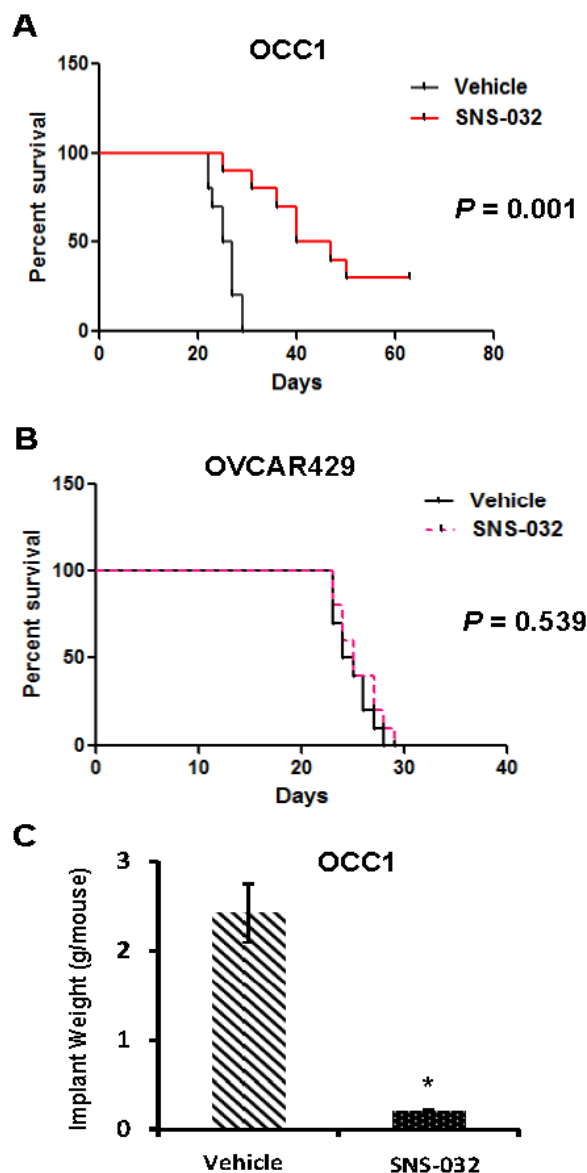 A
OCC1
150
100
50
0
Percent survival
Vehicle
SNS-032
P = 0.001
0 20 40 60 80
Days
B
OVCAR429
150
100
50
0
Percent survival
Vehicle
SNS-032
P = 0.539
0 10 20 30 40
Days
C
OCC1
3
2
1
0
Implant Weight (g/mouse)
*
Vehicle SNS-032